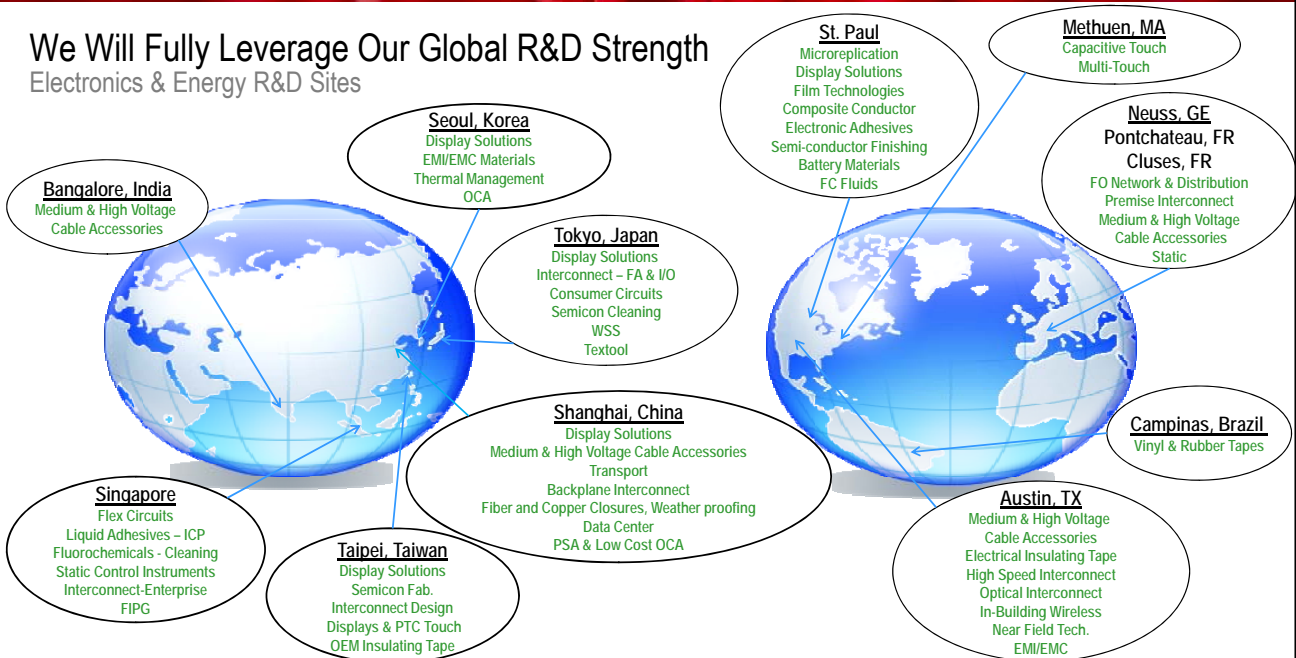 We Will Fully Leverage Our Global R&D Strength
Electronics & Energy R&D Sites
Bangalore, India
Medium & High Voltage
Cable Accessories
Seoul, Korea
Display Solutions
EMI/EMC Materials
Thermal Management
OCA
Tokyo, Japan
Display Solutions
Interconnect – FA & I/O
Consumer Circuits
Semicon Cleaning
WSS
Textool
Shanghai, China
Display Solutions
Medium & High Voltage Cable Accessories
Transport
Backplane Interconnect
Fiber and Copper Closures, Weather proofing
Data Center
PSA & Low Cost OCA
Singapore
Flex Circuits
Liquid Adhesives – ICP
Fluorochemicals - Cleaning
Static Control Instruments
Interconnect-Enterprise
FIPG
Taipei, Taiwan
Display Solutions
Semicon Fab.
Interconnect Design
Displays & PTC Touch
OEM Insulating Tape
St. Paul
Microreplication
Display Solutions
Film Technologies
Composite Conductor
Electronic Adhesives
Semi-conductor Finishing
Battery Materials
FC Fluids
Methuen, MA
Capacitive Touch
Multi-Touch
Neuss, GE
Pontchateau, FR
Cluses, FR
FO Network & Distribution
Premise Interconnect
Medium & High Voltage
Cable Accessories
Static
Campinas, Brazil
Vinyl & Rubber Tapes
Austin, TX
Medium & High Voltage
Cable Accessories
Electrical Insulating Tape
High Speed Interconnect
Optical Interconnect
In-Building Wireless
Near Field Tech.
EMI/EMC